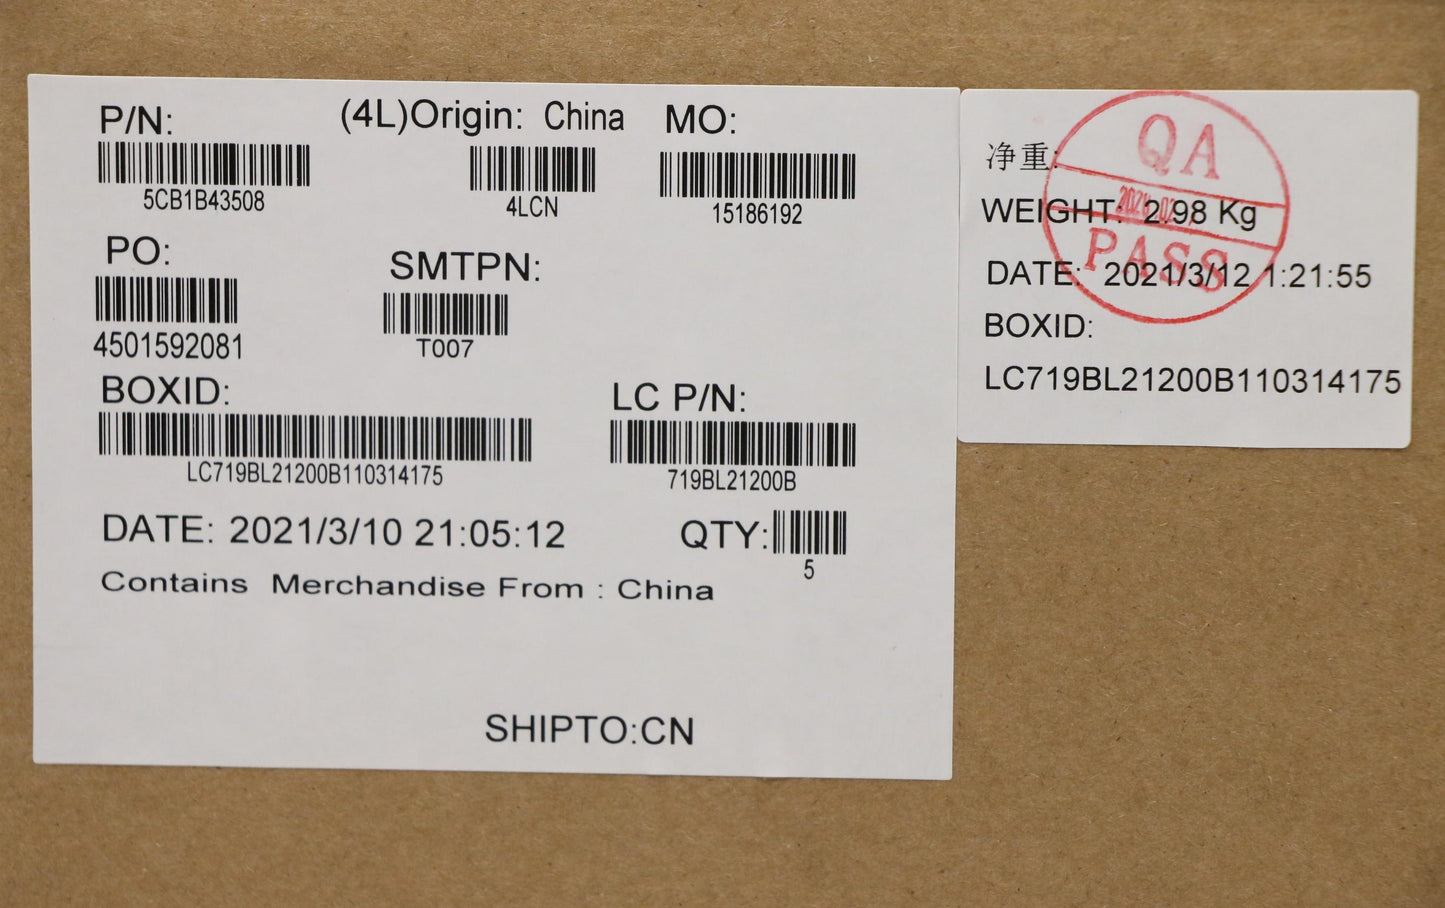 P/N: (4L)Origin: China MO:
5CB1B43508 4LCN 15186192
PO: SMTPN:
4501592081 T007
BOXID: LC P/N:
LC719BL21200B110314175 719BL21200B
DATE: 2021/3/10 21:05:12 QTY:
5
Contains Merchandise From : China
SHIPTO:CN
净重:
WEIGHT: 2.98 Kg
DATE: 2021/3/12 1:21:55
BOXID:
LC719BL21200B110314175
QA
PASS